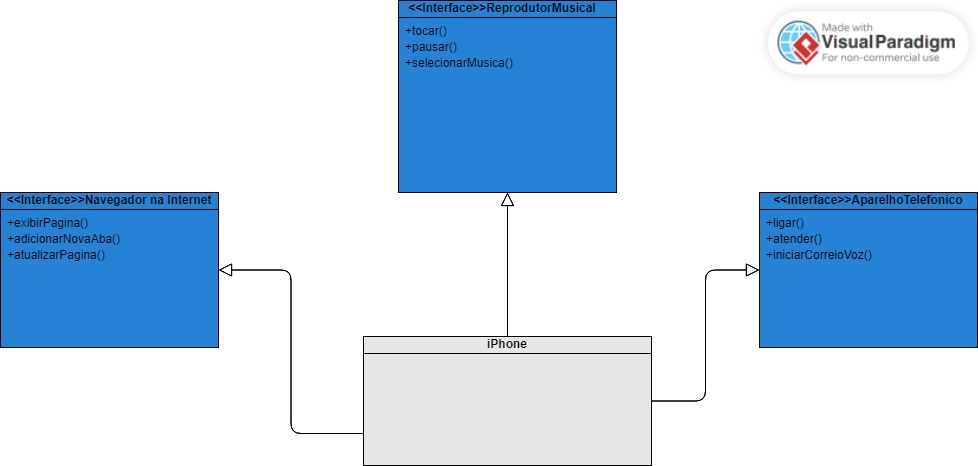 <<Interface>>ReprodutorMusical
+tocar()
+pausar()
+selecionarMusica()
Made with
Visual Paradigm
For non-commercial use
<<Interface>>Navegador na Internet
+exibirPagina()
+adicionarNovaAba()
+atualizarPagina()
<<Interface>>AparelhoTelefonico
+ligar()
+atender()
+iniciarCorreioVoz()
iPhone